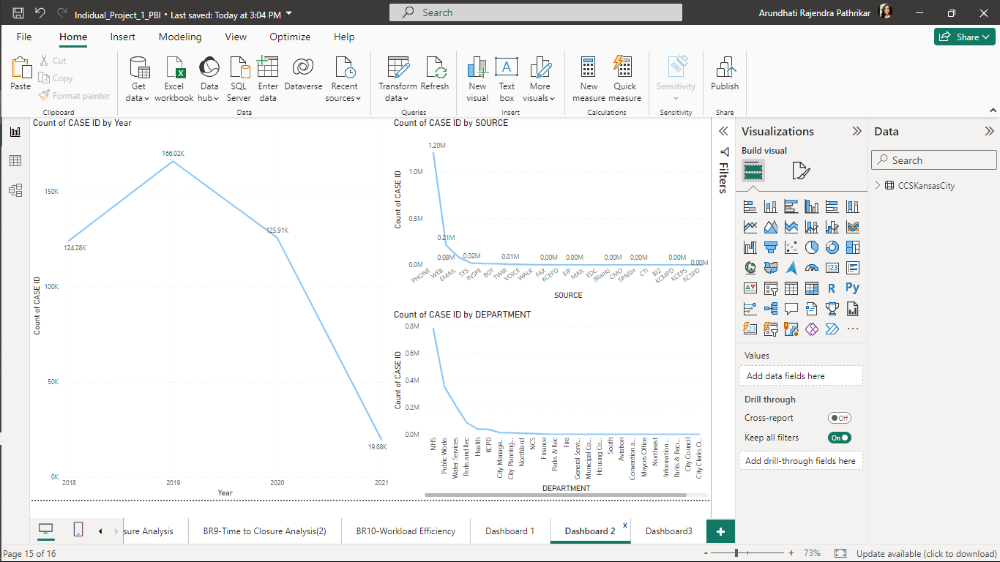 Indidual_Project_1_PBI • Last saved: Today at 3:04 PM
Search
Arundhati Rajendra Pathrikar
File Home Insert Modeling View Optimize Help
Share
Paste
Cut
Copy
Format painter
Clipboard
Get data
Excel workbook
Data hub
SQL Server
Enter data
Dataverse
Recent sources
Data
Transform data
Refresh
Queries
New visual
Text box
More visuals
Insert
New measure
Quick measure
Calculations
Sensitivity
Sensitivity
Publish
Share
Count of CASE ID by Year
Count of CASE ID
150K
100K
50K
0K
124.28K
166.02K
125.91K
19.68K
2018 2019 2020 2021
Year
Count of CASE ID by SOURCE
Count of CASE ID
1.0M
0.5M
0.0M
1.20M
0.21M
0.08M
0.02M
0.01M
0.00M
0.00M
0.00M
0.00M
0.00M
0.00M
PHONE
WEB
EMAIL
SYS
INSPE
BOT
TWIR
VOICE
WALK
FAX
KCEPD
EIP
MAIL
EDC
(Blank)
CMO
SPNSH
CTI
BIZ
KCMPD
KCEPS
KCSPD
SOURCE
Count of CASE ID by DEPARTMENT
Count of CASE ID
0.8M
0.6M
0.4M
0.2M
0.0M
NHS
Public Works
Water Services
Parks and Rec
Health
KCPD
City Manage...
City Planning...
Northland
NCS
Finance
Parks & Rec
Fire
General Servi...
Municipal Co...
Housing Co...
South
Aviation
Convention a...
Mayors Office
Northeast
Information ...
Parks & Recr...
City Council
City Clerks O...
DEPARTMENT
Filters
Visualizations
Build visual
123
R
Py
123
Values
Add data fields here
Drill through
Cross-report
Off
Keep all filters
On
Add drill-through fields here
Data
Search
CCSKansasCity
sure Analysis
BR9-Time to Closure Analysis(2)
BR10-Workload Efficiency
Dashboard 1
Dashboard 2
x
Dashboard3
+
Page 15 of 16
- + 73%
Update available (click to download)